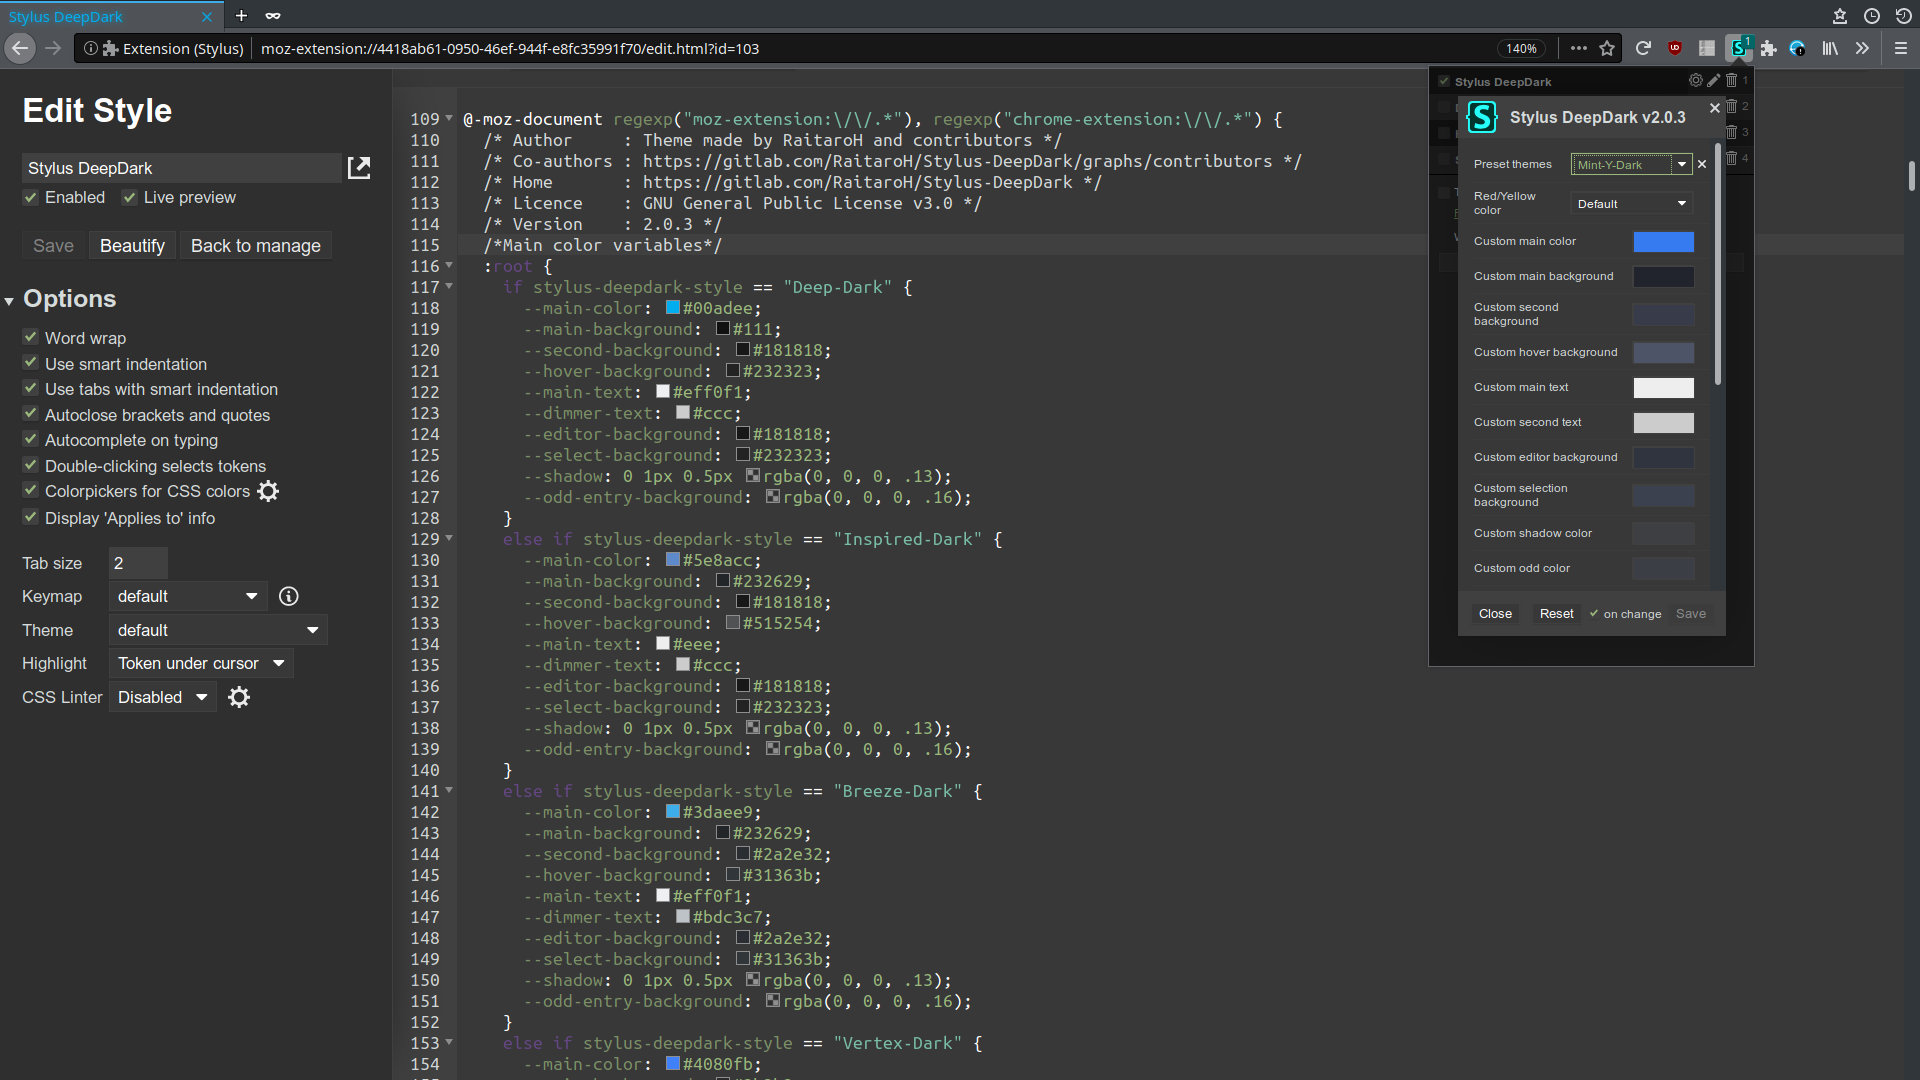 Stylus DeepDark
Extension (Stylus)
moz-extension://4418ab61-0950-46ef-944f-e8fc35991f70/edit.html?id=103
140%
1
Edit Style
Stylus DeepDark
Enabled
Live preview
Save
Beautify
Back to manage
Options
Word wrap
Use smart indentation
Use tabs with smart indentation
Autoclose brackets and quotes
Autocomplete on typing
Double-clicking selects tokens
Colorpickers for CSS colors
Display 'Applies to' info
Tab size 2
Keymap default
Theme default
Highlight Token under cursor
CSS Linter Disabled
109 @-moz-document regexp("moz-extension:\/\/.*"), regexp("chrome-extension:\/\/.*") {
110 /* Author : Theme made by RaitaroH and contributors */
111 /* Co-authors : https://gitlab.com/RaitaroH/Stylus-DeepDark/graphs/contributors */
112 /* Home : https://gitlab.com/RaitaroH/Stylus-DeepDark */
113 /* Licence : GNU General Public License v3.0 */
114 /* Version : 2.0.3 */
115 /*Main color variables*/
116 :root {
117 if stylus-deepdark-style == "Deep-Dark" {
118 --main-color: #00adee;
119 --main-background: #111;
120 --second-background: #181818;
121 --hover-background: #232323;
122 --main-text: #eff0f1;
123 --dimmer-text: #ccc;
124 --editor-background: #181818;
125 --select-background: #232323;
126 --shadow: 0 1px 0.5px rgba(0, 0, 0, .13);
127 --odd-entry-background: rgba(0, 0, 0, .16);
128 }
129 else if stylus-deepdark-style == "Inspired-Dark" {
130 --main-color: #5e8acc;
131 --main-background: #232629;
132 --second-background: #181818;
133 --hover-background: #515254;
134 --main-text: #eee;
135 --dimmer-text: #ccc;
136 --editor-background: #181818;
137 --select-background: #232323;
138 --shadow: 0 1px 0.5px rgba(0, 0, 0, .13);
139 --odd-entry-background: rgba(0, 0, 0, .16);
140 }
141 else if stylus-deepdark-style == "Breeze-Dark" {
142 --main-color: #3daee9;
143 --main-background: #232629;
144 --second-background: #2a2e32;
145 --hover-background: #31363b;
146 --main-text: #eff0f1;
147 --dimmer-text: #bdc3c7;
148 --editor-background: #2a2e32;
149 --select-background: #31363b;
150 --shadow: 0 1px 0.5px rgba(0, 0, 0, .13);
151 --odd-entry-background: rgba(0, 0, 0, .16);
152 }
153 else if stylus-deepdark-style == "Vertex-Dark" {
154 --main-color: #4080fb;
Stylus DeepDark 1
2
3
4
Stylus DeepDark v2.0.3
Preset themes Mint-Y-Dark
Red/Yellow
color
Default
Custom main color
Custom main background
Custom second
background
Custom hover background
Custom main text
Custom second text
Custom editor background
Custom selection
background
Custom shadow color
Custom odd color
Close
Reset
on change
Save